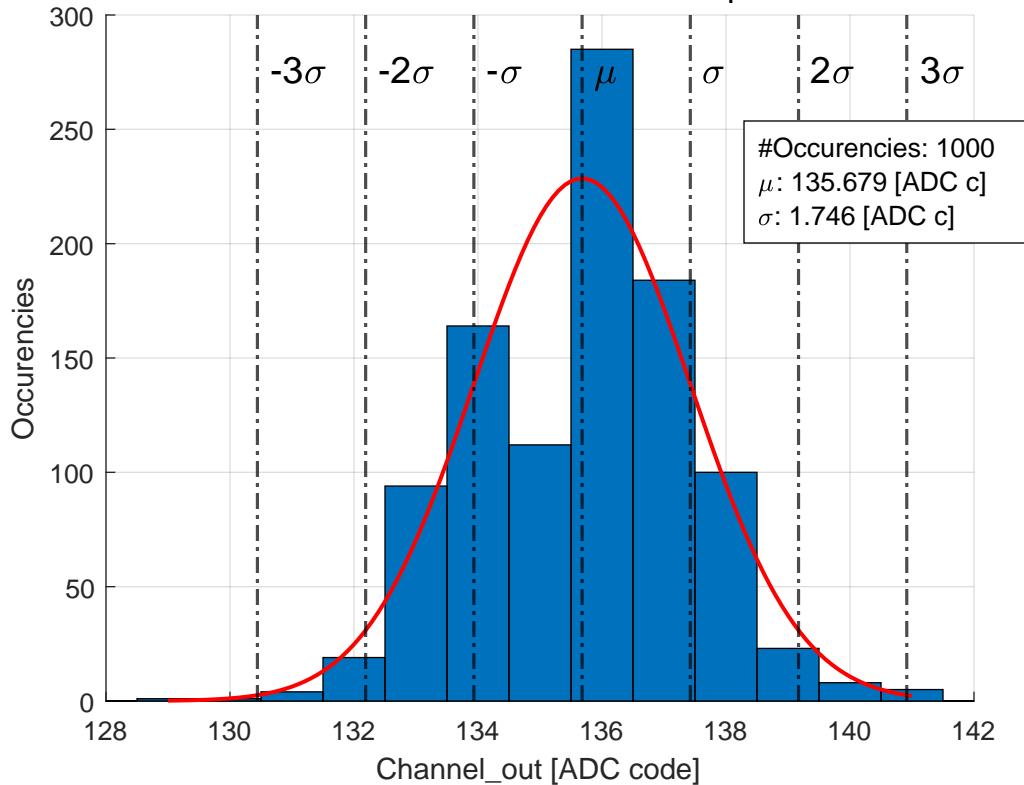 300
250
200
150
100
50
0
-3σ
-2σ
-σ
μ
σ
2σ
3σ
#Occurencies: 1000
μ: 135.679 [ADC c]
σ: 1.746 [ADC c]
Occurencies
128
130
132
134
136
138
140
142
Channel_out [ADC code]